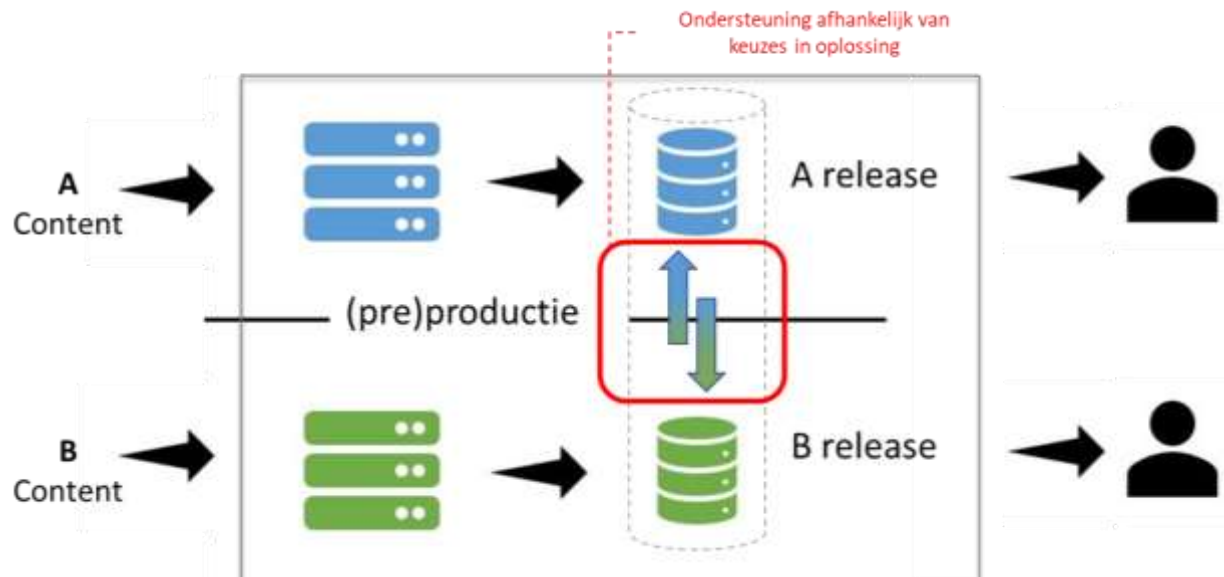 Ondersteuning afhankelijk van
keuzes in oplossing
A
Content
A release
(pre)productie
B
Content
B release